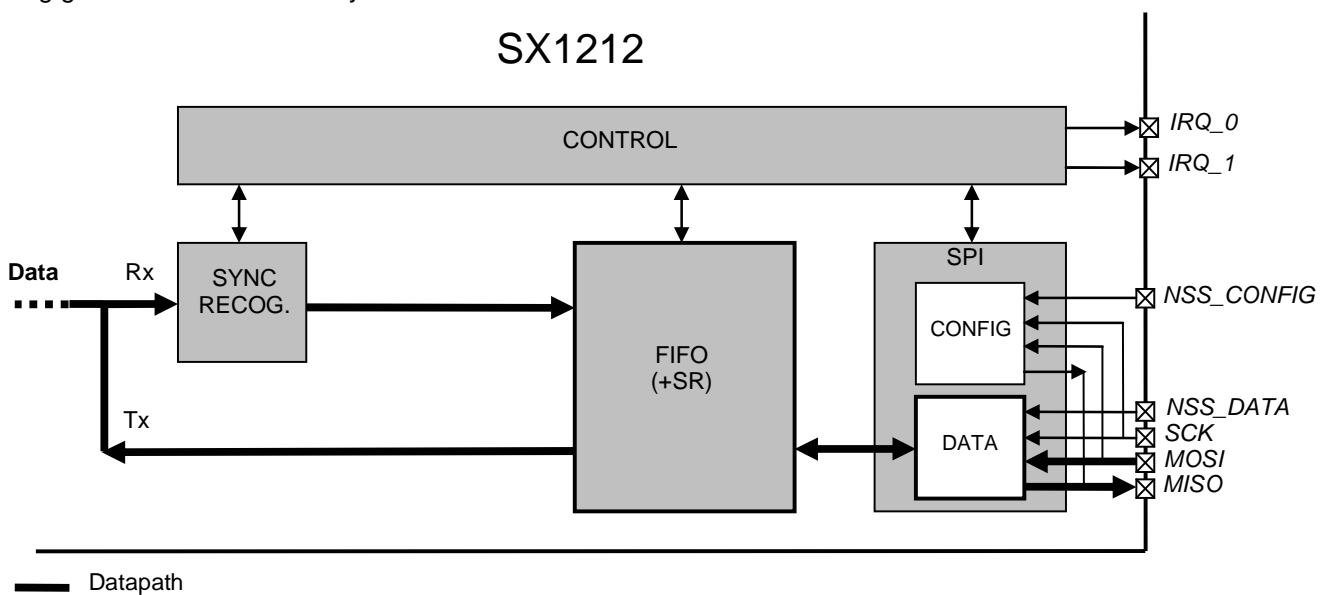 SX1212
CONTROL
IRQ_0
IRQ_1
Data
Rx
SYNC
RECOG.
SPI
NSS_CONFIG
CONFIG
FIFO
(+SR)
Tx
NSS_DATA
SCK
DATA
MOSI
MISO
Datapath